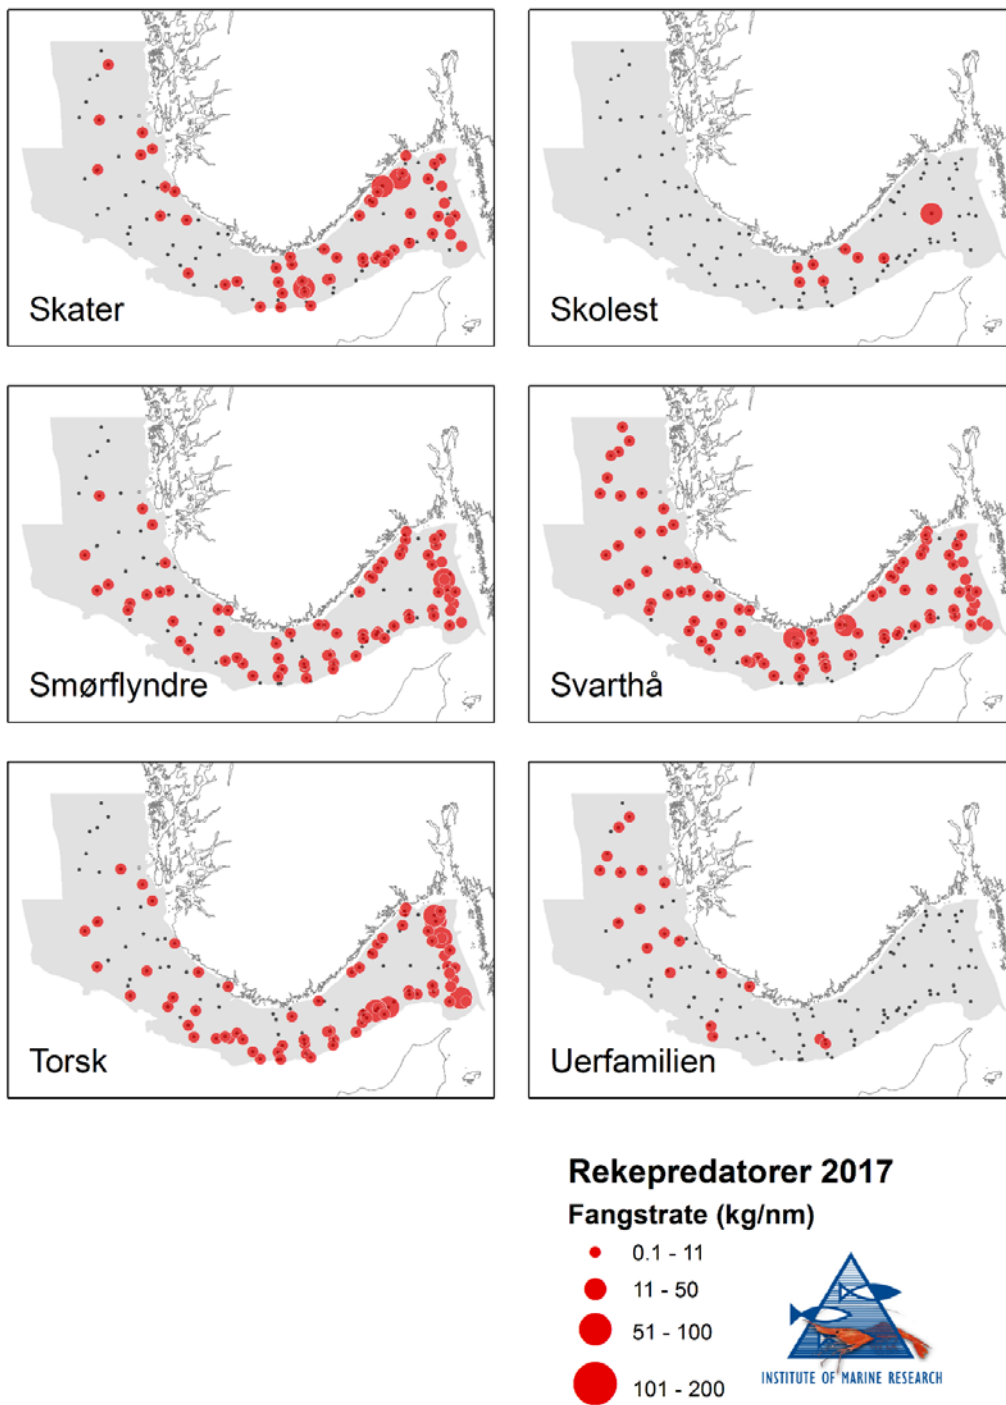 Skater
Skolest
Smørflyndre
Svarthå
Torsk
Uerfamilien
Rekepredatorer 2017
Fangstrate (kg/nm)
0.1 - 11
11 - 50
51 - 100
101 - 200
INSTITUTE OF MARINE RESEARCH